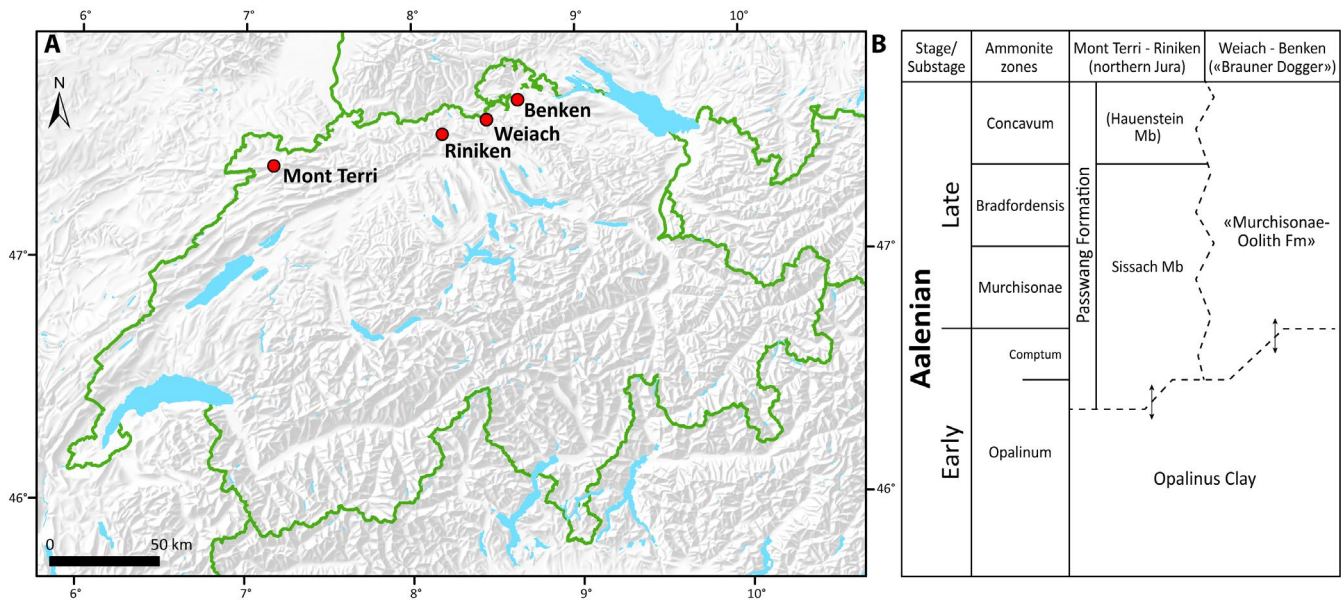 6° 7° 8° 9° 10°
A
N
Benken
Weiach
Riniken
Mont Terri
47° 47°
46° 46°
0 50 km
6° 7° 8° 9° 10°
B
Stage/
Substage
Ammonite
zones
Mont Terri - Riniken
(northern Jura)
Weiach - Benken
(«Brauner Dogger»)
Aalenian
Late
Early
Concavum
Bradfordensis
Murchisonae
Comptum
Opalinum
Passwang Formation
(Hauenstein
Mb)
Sissach Mb
«Murchisonae-
Oolith Fm»
Opalinus Clay